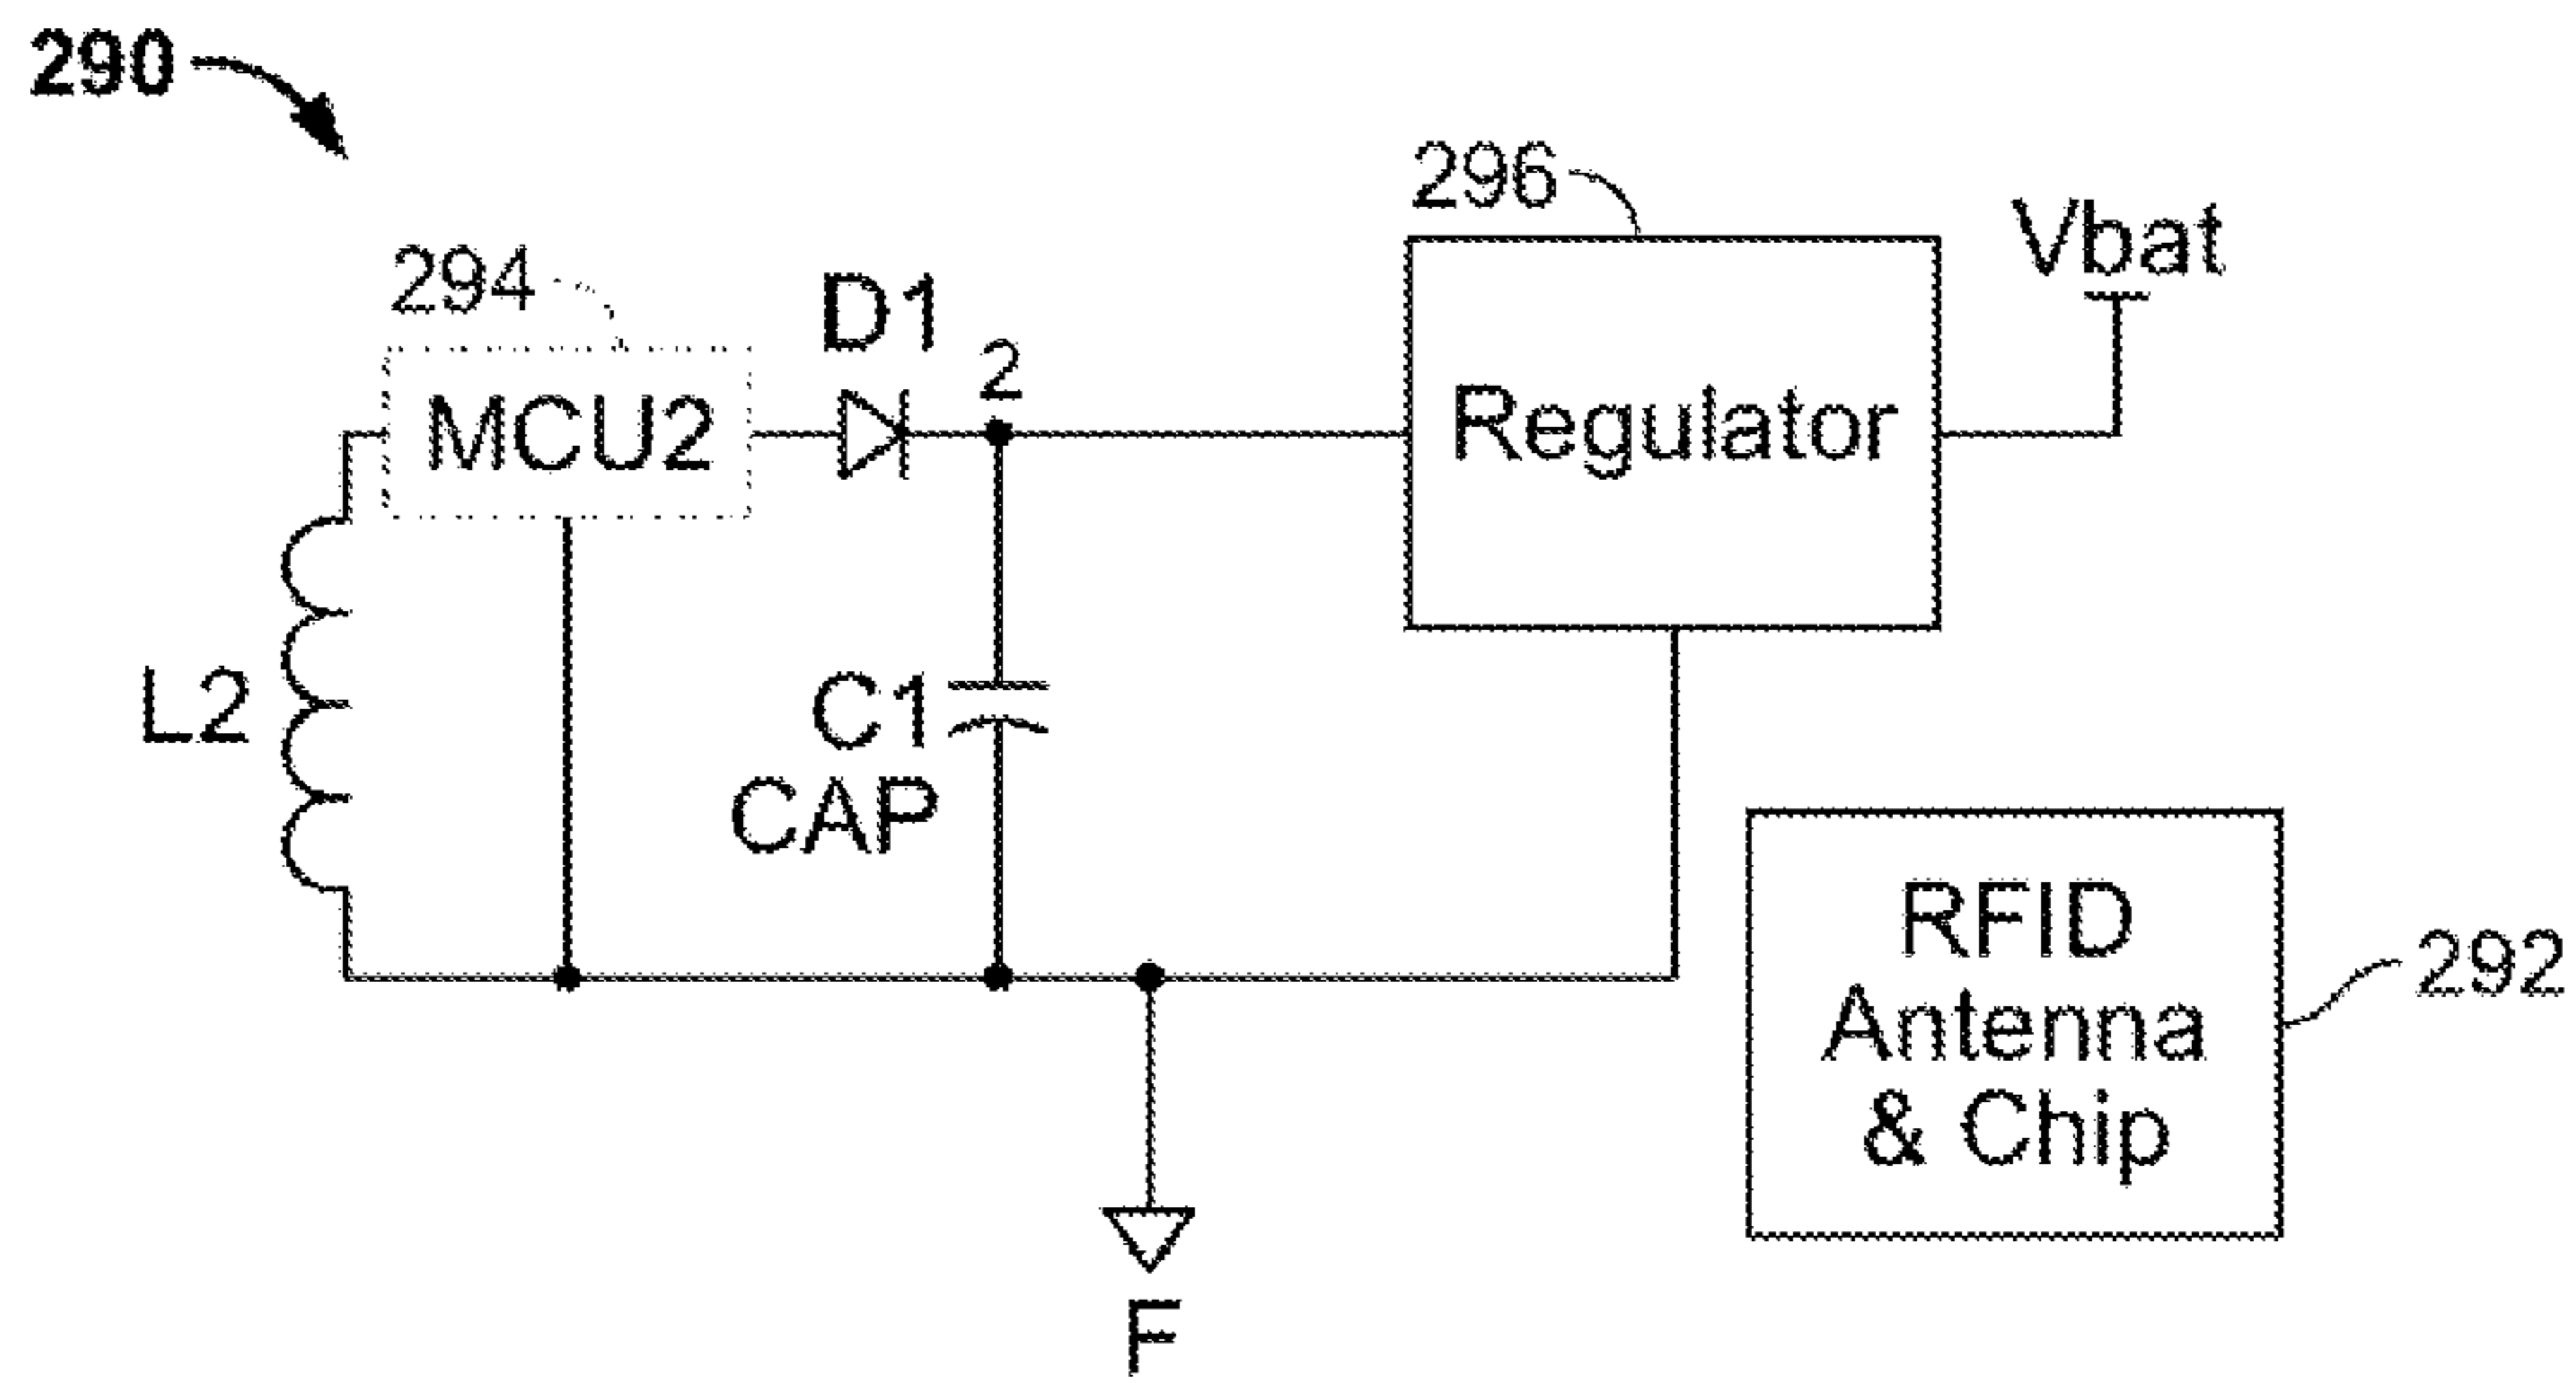 290
296
Vbat
294
D1
2
MCU2
Regulator
L2
C1
CAP
RFID
Antenna
& Chip
292
F